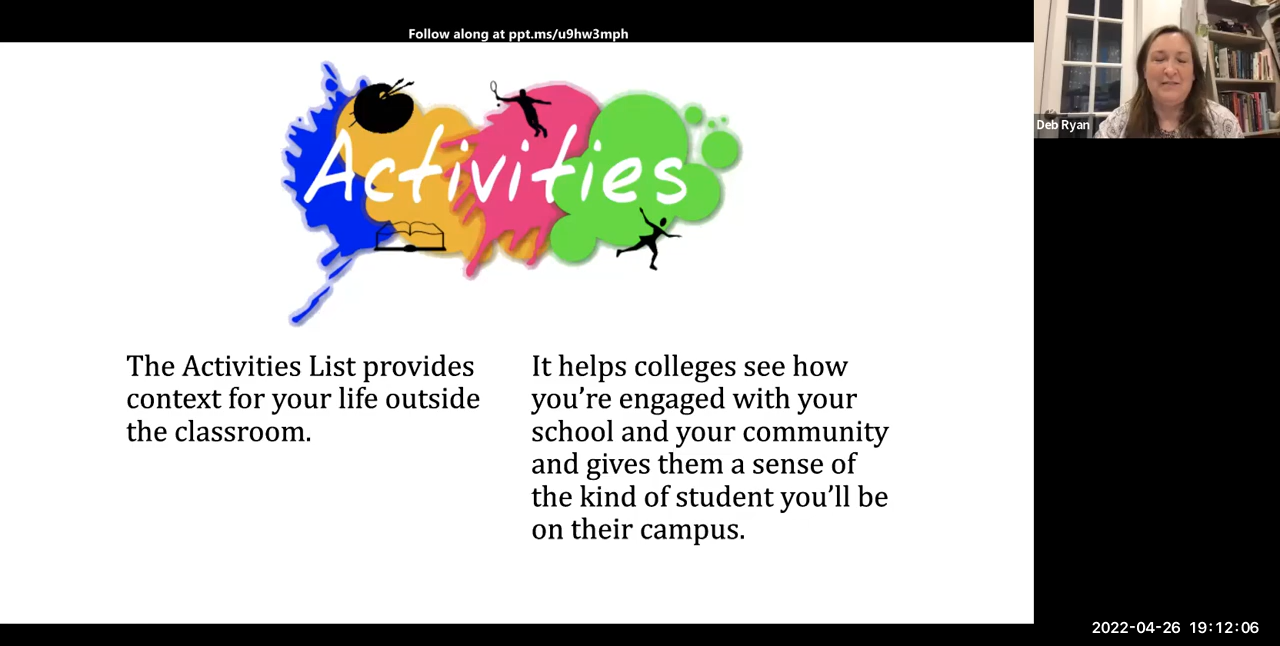 Follow along at ppt.ms/u9hw3mph
Deb Ryan
Activities
The Activities List provides
context for your life outside
the classroom.
It helps colleges see how
you’re engaged with your
school and your community
and gives them a sense of
the kind of student you’ll be
on their campus.
2022-04-26 19:12:06